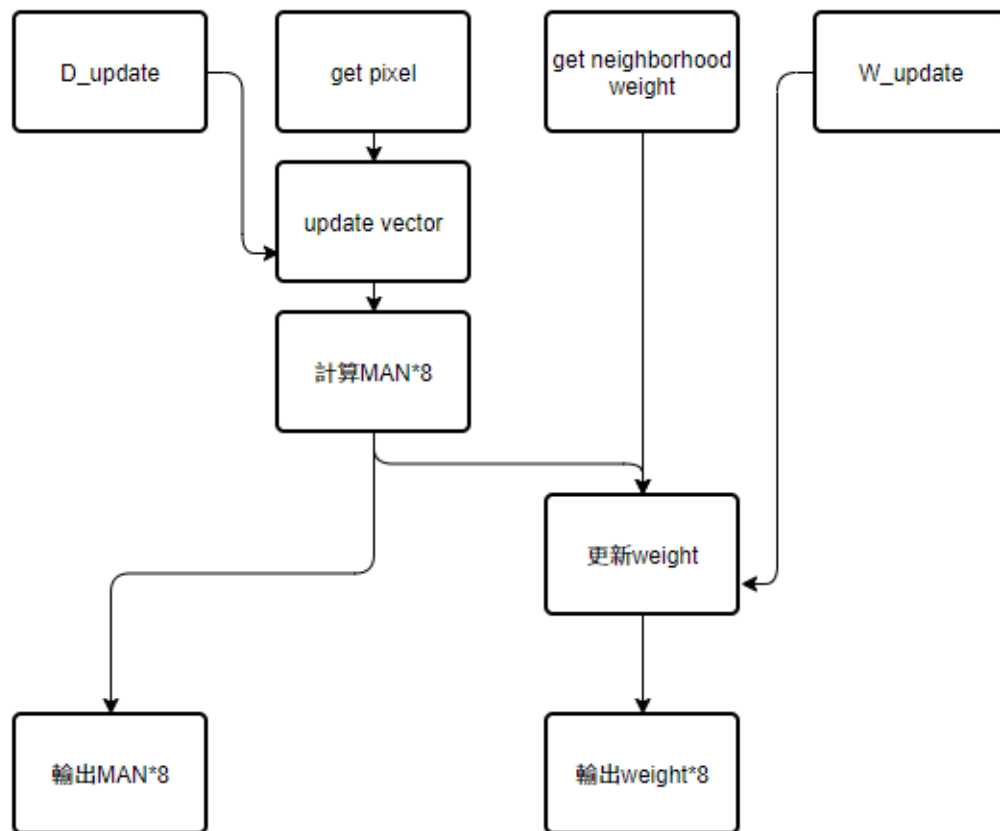 D_update
get pixel
get neighborhood
weight
W_update
update vector
計算MAN*8
更新weight
輸出MAN*8
輸出weight*8